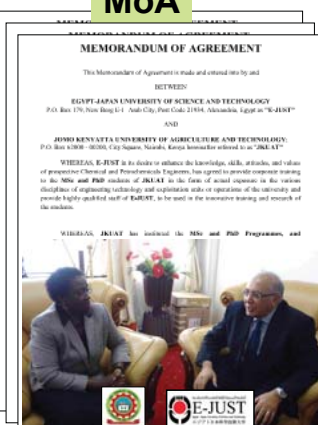 MoA
MEMORANDUM OF AGREEMENT
This Memorandum of Agreement is made and entered into by and
BETWEEN
EGYPT-JAPAN UNIVERSITY OF SCIENCE AND TECHNOLOGY
P.O. Box 179, New Borg E-l Arab City, Post Code 21934, Alexandria, Egypt as "E-JUST"
AND
JOMO KENYATTA UNIVERSITY OF AGRICULTURE AND TECHNOLOGY:
P.O. Box 62000 - 00200, City Square, Nairobi, Kenya hereinafter referred to as "JKUAT"
WHEREAS, E-JUST in its desire to enhance the knowledge, skills, attitudes, and values
of prospective Chemical and Petrochemicals Engineer, has agreed to provide corporate training
to the MSc and PhD students of JKUAT in the form of actual exposure in the various
disciplines of engineering technology and exploitation units or operations of the university and
provide highly qualified staff of EJUST, to be used in the innovative training and research of
the students.
WHEREAS, JKUAT has instituted the MSc and PhD Programmes, and
E-JUST